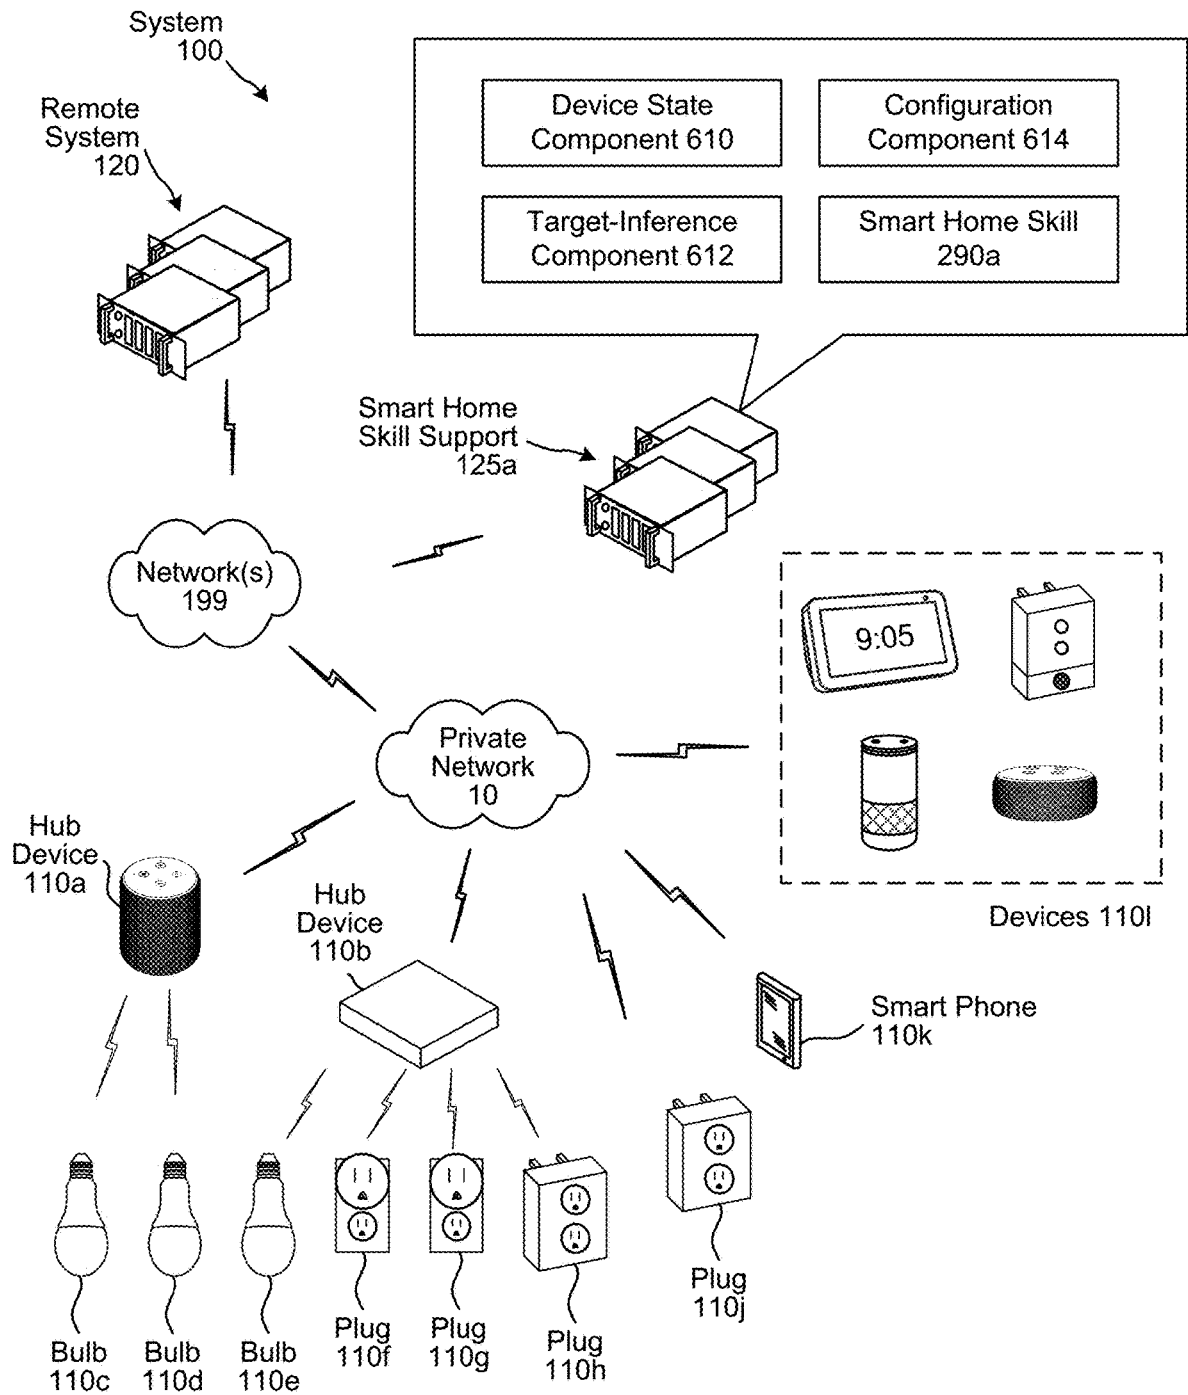 System
100
Remote
System
120
Device State
Component 610
Configuration
Component 614
Target-Inference
Component 612
Smart Home Skill
290a
Smart Home
Skill Support
125a
Network(s)
199
9:05
Private
Network
10
Devices 110l
Hub
Device
110a
Hub
Device
110b
Smart Phone
110k
Plug
110j
Bulb
110c
Bulb
110d
Bulb
110e
Plug
110f
Plug
110g
Plug
110h